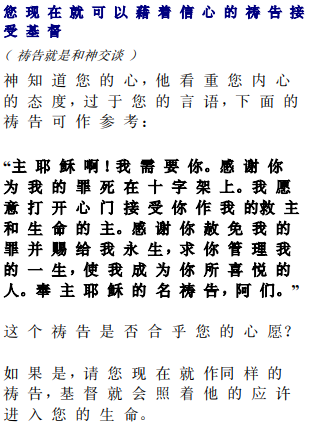 您现在就可以藉着信心的祷告接
受基督
（祷告就是和神交谈）
神知道您的心,他看重您内心
的态度,过于您的言语,下面的
祷告可作参考:
“主耶稣啊!我需要你。感谢你
为我的罪死在十字架上。我愿
意打开心门接受你作我的救主
和生命的主。感谢你赦免我的
罪并赐给我永生,求你管理我
的一生,使我成为你所喜悦的
人。奉主耶稣的名祷告,阿们。”
这个祷告是否合乎您的心愿?
如果是,请您现在就作同样的
祷告,基督就会照着他的应许
进入您的生命。